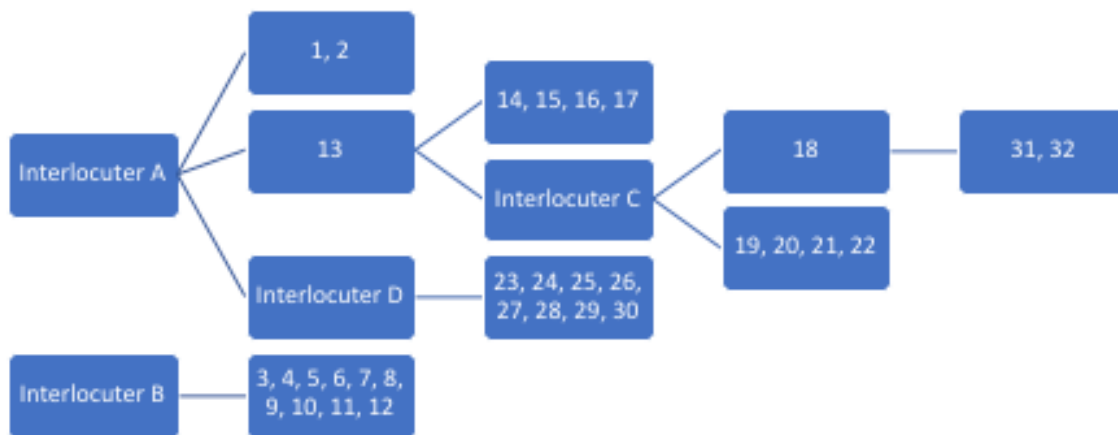 1, 2
14, 15, 16, 17
13
18
31, 32
Interlocuter A
Interlocuter C
19, 20, 21, 22
Interlocuter D
23, 24, 25, 26,
27, 28, 29, 30
Interlocuter B
3, 4, 5, 6, 7, 8,
9, 10, 11, 12